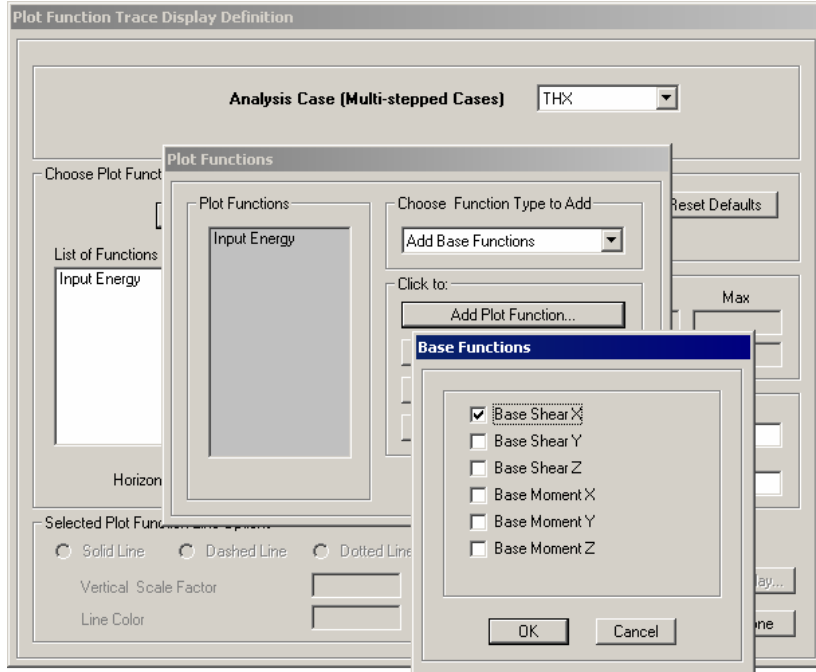 Plot Function Trace Display Definition
Analysis Case (Multi-stepped Cases)
THX
Plot Functions
Choose Plot Funct
Plot Functions
Input Energy
Choose Function Type to Add
Add Base Functions
Reset Defaults
List of Functions
Input Energy
Click to:
Add Plot Function...
Max
Base Functions
Base Shear X
Base Shear Y
Base Shear Z
Base Moment X
Base Moment Y
Base Moment Z
OK
Cancel
Horizon
Solid Line
Dashed Line
Dotted Line
Vertical Scale Factor
Line Color
lay...
one